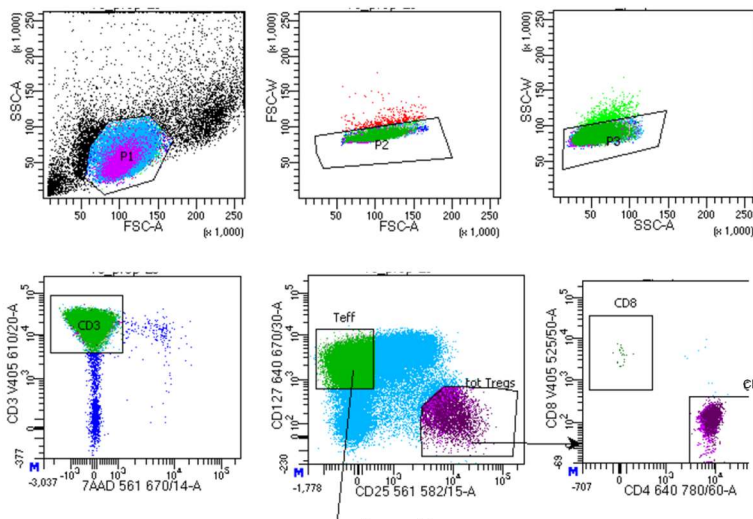 (x 1,000)
SSC-A
250
200
150
100
50
P1
50 100 150 200 250
FSC-A
(x 1,000)
(x 1,000)
FSC-W
250
200
150
100
50
P2
50 100 150 200 250
FSC-A
(x 1,000)
(x 1,000)
SSC-W
250
200
150
100
50
P3
50 100 150 200 250
SSC-A
(x 1,000)
CD3 V405 610/20-A
10^5
10^4
10^3
-377
CD3
M
-3,037 -10^3 10^3 10^4 10^5
7AAD 561 670/14-A
CD127 640 670/30-A
10^5
10^4
10^3
10^2
-230
Teff
tot Tregs
M
-1,778 0 10^3 10^4 10^5
CD25 561 582/15-A
CD8 V405 525/50-A
10^5
10^4
10^3
10^2
-69
CD8
M
-707 0 10^3 10^4
CD4 640 780/60-A